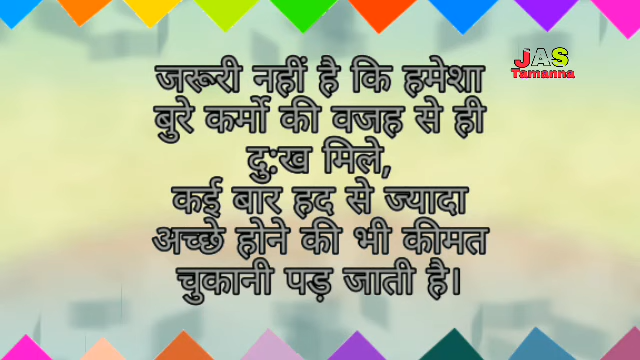 JAS
Tamanna
जरूरी नहीं है कि हमेशा
बुरे कर्मो की वजह से ही
दु:ख मिले,
कई बार हद से ज्यादा
अच्छे होने की भी कीमत
चुकानी पड़ जाती है।